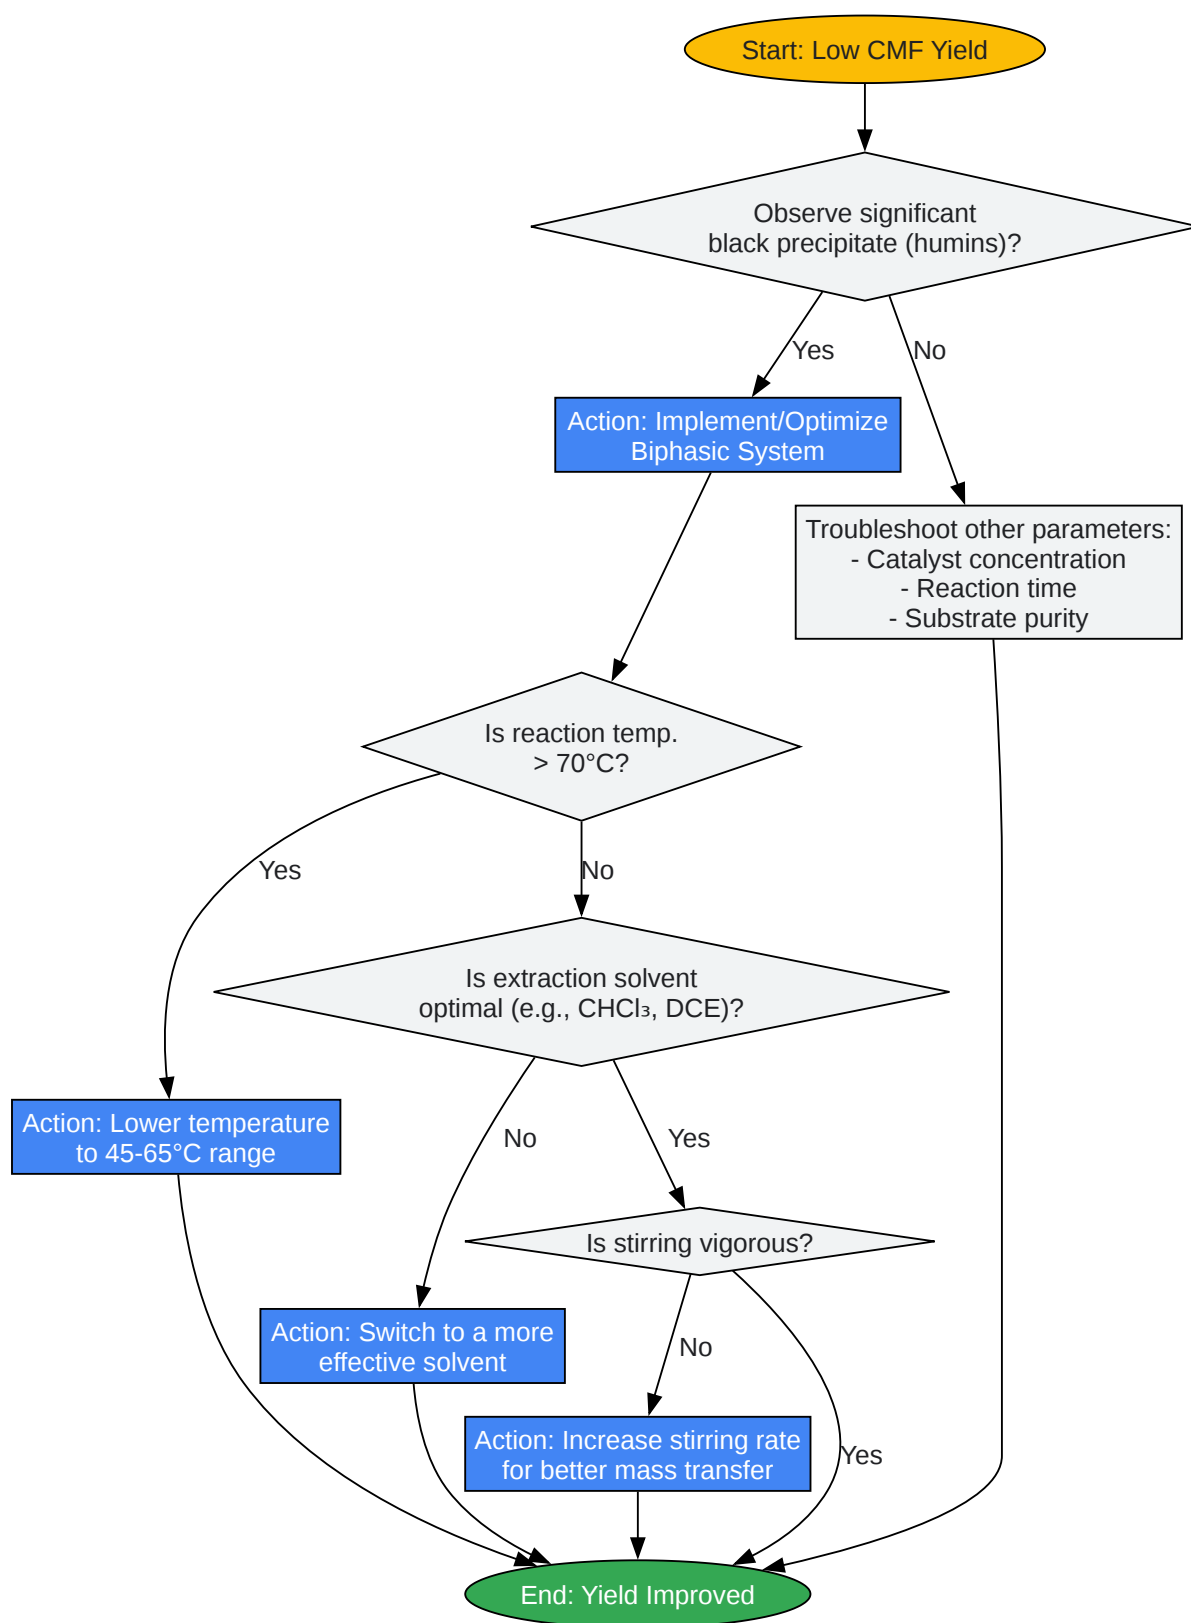 Start: Low CMF Yield
Observe significant
black precipitate (humins)?
Yes
No
Action: Implement/Optimize
Biphasic System
Troubleshoot other parameters:
- Catalyst concentration
- Reaction time
- Substrate purity
Is reaction temp.
> 70°C?
Yes
No
Is extraction solvent
optimal (e.g., CHCl₃, DCE)?
Action: Lower temperature
to 45-65°C range
No
Yes
Is stirring vigorous?
Action: Switch to a more
effective solvent
No
Action: Increase stirring rate
for better mass transfer
Yes
End: Yield Improved